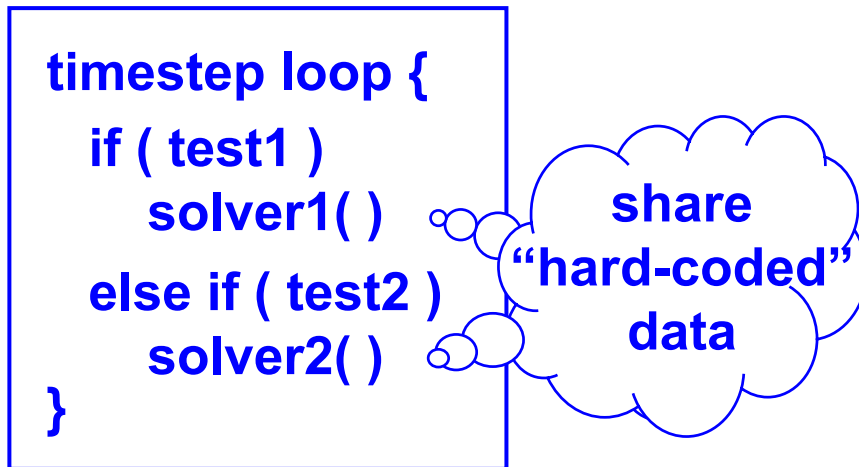 timestep loop {
if ( test1 )
solver1( )
else if ( test2 )
solver2( )
}
share
“hard-coded”
data